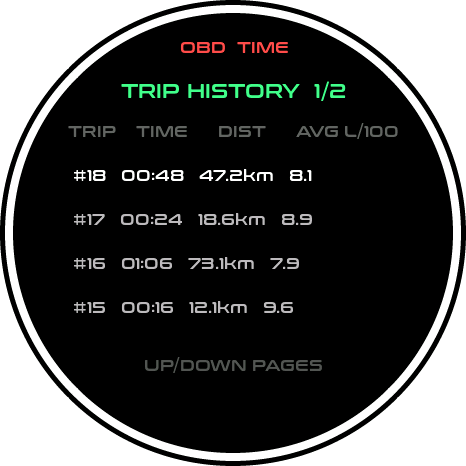 OBD TIME
TRIP HISTORY 1/2
TRIP TIME DIST AVG L/100
#18 00:48 47.2km 8.1
#17 00:24 18.6km 8.9
#16 01:06 73.1km 7.9
#15 00:16 12.1km 9.6
UP/DOWN PAGES